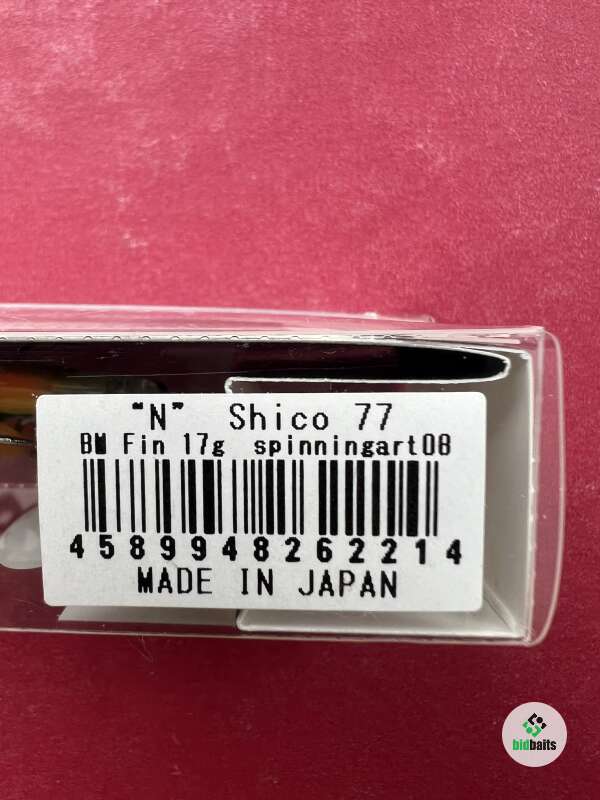 "N" Shico 77
BM Fin 17g spinningart08
4589948262214
MADE IN JAPAN
bidbaits